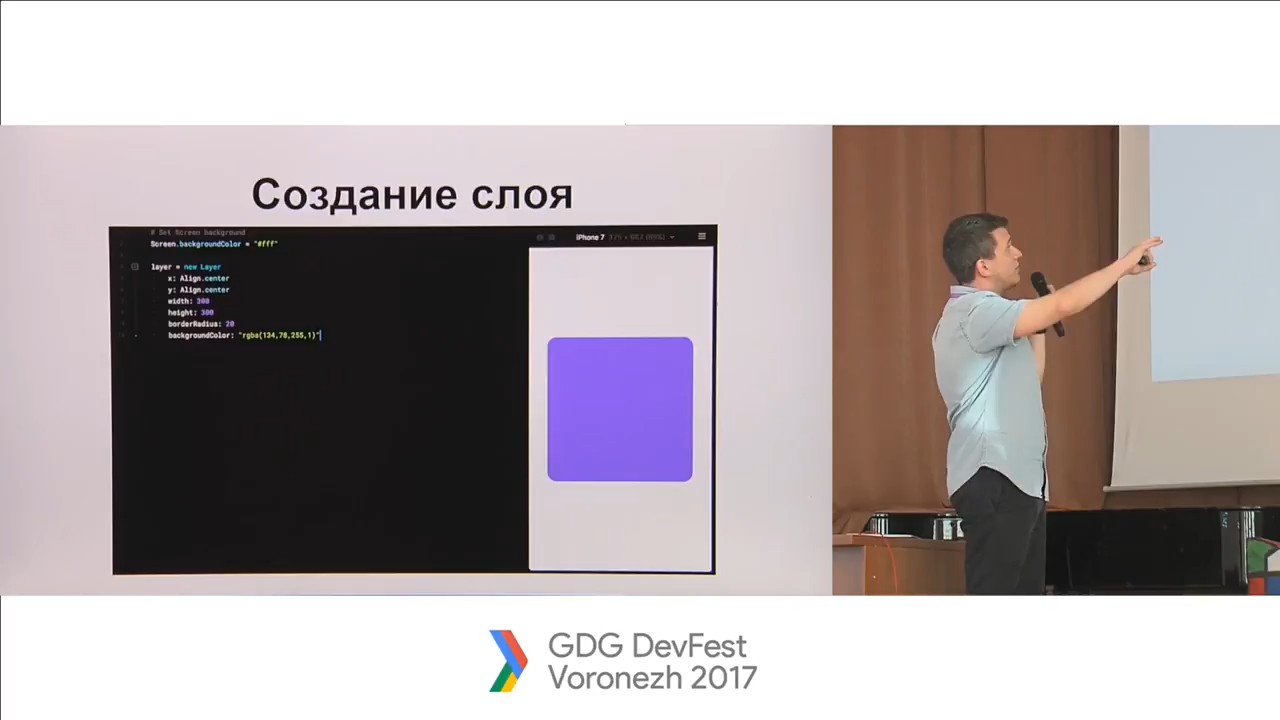 Создание слоя
# Set Screen background
Screen.backgroundColor = "#fff"
iPhone 7
layer = new Layer
x: Align.center
y: Align.center
width: 300
height: 300
borderRadius: 20
backgroundColor: "rgba(134,78,255,1)"
GDG DevFest
Voronezh 2017